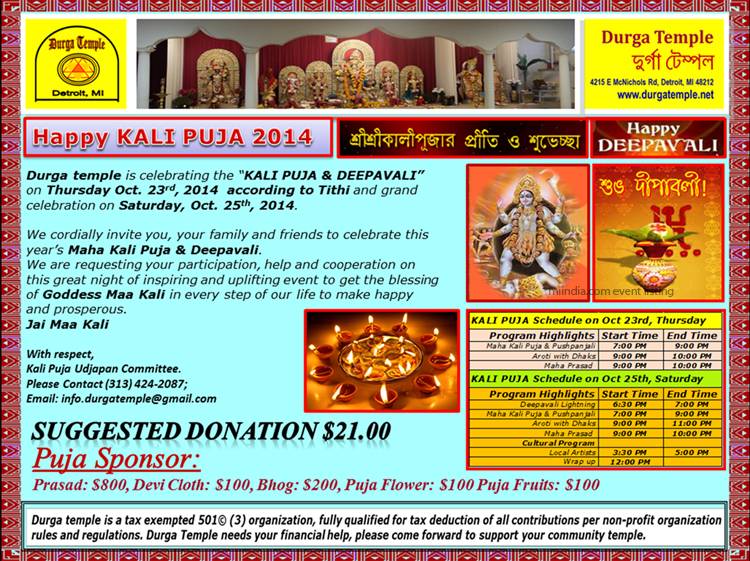 Durga Temple
Detroit, MI
Durga Temple
দুর্গা টেম্পল
4215 E McNichols Rd, Detroit, MI 48212
www.durgatemple.net
Happy KALI PUJA 2014
শ্রীশ্রীকালীপূজার প্রীতি ও শুভেচ্ছা
Happy
DEEPAVALI
Durga temple is celebrating the “KALI PUJA & DEEPAVALI”
on Thursday Oct. 23rd, 2014 according to Tithi and grand
celebration on Saturday, Oct. 25th, 2014.
We cordially invite you, your family and friends to celebrate this
year’s Maha Kali Puja & Deepavali.
We are requesting your participation, help and cooperation on
this great night of inspiring and uplifting event to get the blessing
of Goddess Maa Kali in every step of our life to make happy
and prosperous.
Jai Maa Kali
With respect,
Kali Puja Udjapan Committee.
Please Contact (313) 424-2087;
Email: info.durgatemple@gmail.com
শুভ দীপাবলী!
miindia.com event listing
KALI PUJA Schedule on Oct 23rd, Thursday
Program Highlights Start Time End Time
Maha Kali Puja & Pushpanjali 7:00 PM 9:00 PM
Aroti with Dhaks 9:00 PM 10:00 PM
Maha Prasad 9:00 PM 10:00 PM
KALI PUJA Schedule on Oct 25th, Saturday
Program Highlights Start Time End Time
Deepavali Lightning 6:30 PM 7:00 PM
Maha Kali Puja & Pushpanjali 7:00 PM 9:00 PM
Aroti with Dhaks 9:00 PM 11:00 PM
Maha Prasad 9:00 PM 10:00 PM
Cultural Program
Local Artists 3:30 PM 5:00 PM
Wrap up 12:00 PM
SUGGESTED DONATION $21.00
Puja Sponsor:
Prasad: $800, Devi Cloth: $100, Bhog: $200, Puja Flower: $100 Puja Fruits: $100
Durga temple is a tax exempted 501© (3) organization, fully qualified for tax deduction of all contributions per non-profit organization
rules and regulations. Durga Temple needs your financial help, please come forward to support your community temple.